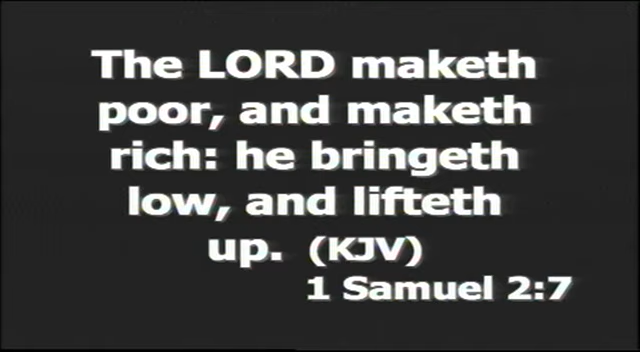 The LORD maketh
poor, and maketh
rich: he bringeth
low, and lifteth
up. (KJV)
1 Samuel 2:7